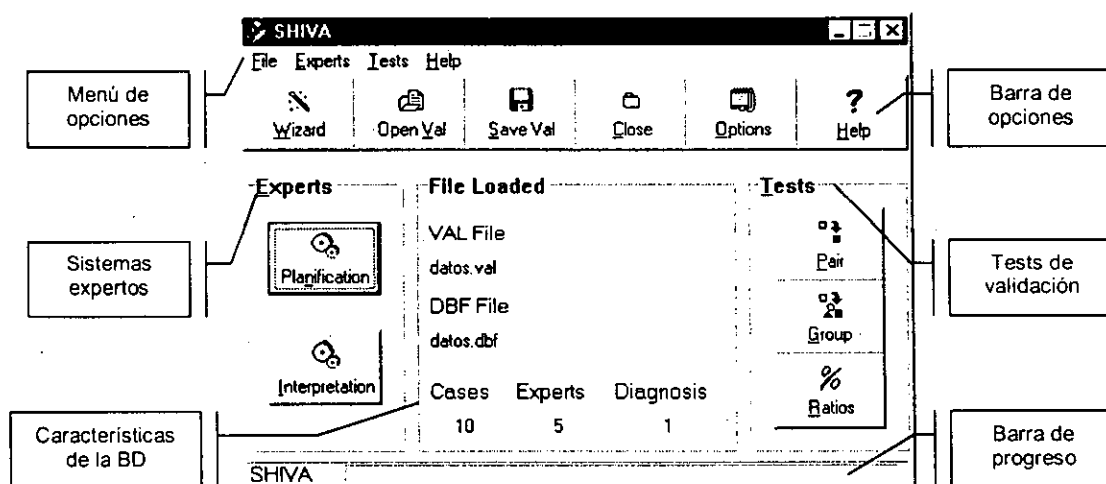 SHIVA
File Experts Tests Help
Menú de
opciones
Wizard Open Val Save Val Close Options Help
Barra de
opciones
Experts
File Loaded
Tests
Sistemas
expertos
Planification
Interpretation
VAL File
datos.val
DBF File
datos.dbf
Cases Experts Diagnosis
10 5 1
Pair
Group
%
Ratios
Tests de
validación
Características
de la BD
Barra de
progreso
SHIVA